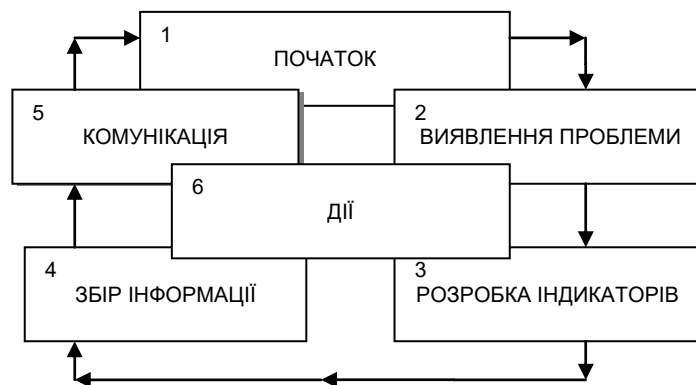 1
ПОЧАТОК
5
КОМУНІКАЦІЯ
2
ВИЯВЛЕННЯ ПРОБЛЕМИ
6
ДІЇ
4
ЗБІР ІНФОРМАЦІЇ
3
РОЗРОБКА ІНДИКАТОРІВ